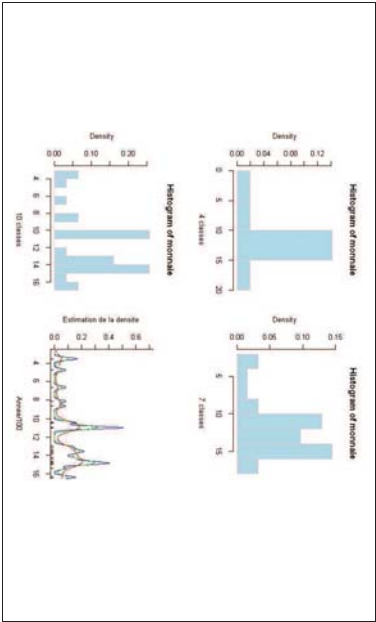 Histogram of monnaie
Density
0.00 0.04 0.08 0.12
0 5 10 15 20
4 classes
Histogram of monnaie
Density
0.00 0.05 0.10 0.15
5 10 15
7 classes
Histogram of monnaie
Density
0.00 0.10 0.20
4 6 8 10 12 14 16
10 classes
Estimation de la densite
0.0 0.2 0.4 0.6
4 6 8 10 12 14 16
Annee/100